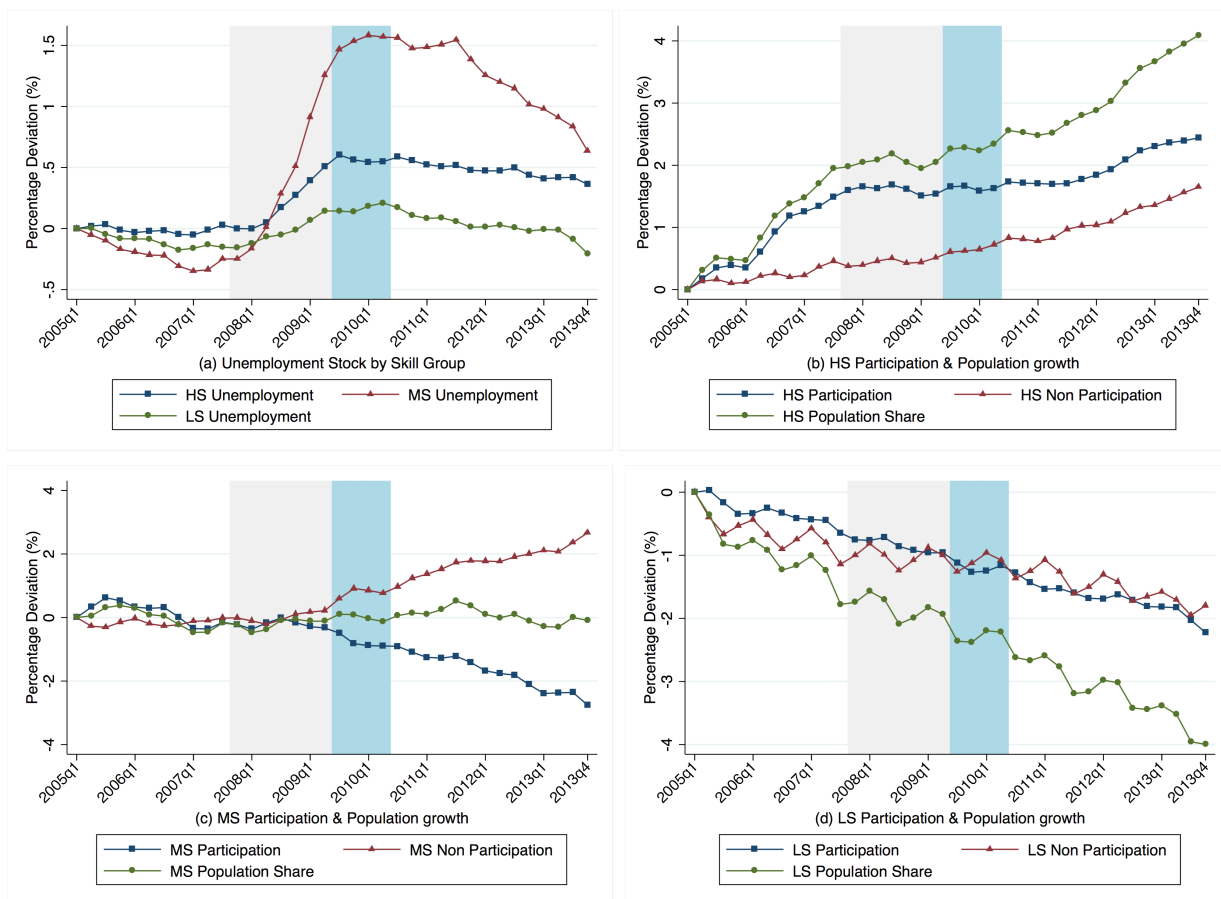 Percentage Deviation (%)
1.5
1
.5
0
-.5
2005q1
2006q1
2007q1
2008q1
2009q1
2010q1
2011q1
2012q1
2013q1
2013q4
(a) Unemployment Stock by Skill Group
HS Unemployment MS Unemployment
LS Unemployment
Percentage Deviation (%)
4
3
2
1
0
2005q1
2006q1
2007q1
2008q1
2009q1
2010q1
2011q1
2012q1
2013q1
2013q4
(b) HS Participation & Population growth
HS Participation HS Non Participation
HS Population Share
Percentage Deviation (%)
4
2
0
-2
-4
2005q1
2006q1
2007q1
2008q1
2009q1
2010q1
2011q1
2012q1
2013q1
2013q4
(c) MS Participation & Population growth
MS Participation MS Non Participation
MS Population Share
Percentage Deviation (%)
0
-1
-2
-3
-4
2005q1
2006q1
2007q1
2008q1
2009q1
2010q1
2011q1
2012q1
2013q1
2013q4
(d) LS Participation & Population growth
LS Participation LS Non Participation
LS Population Share